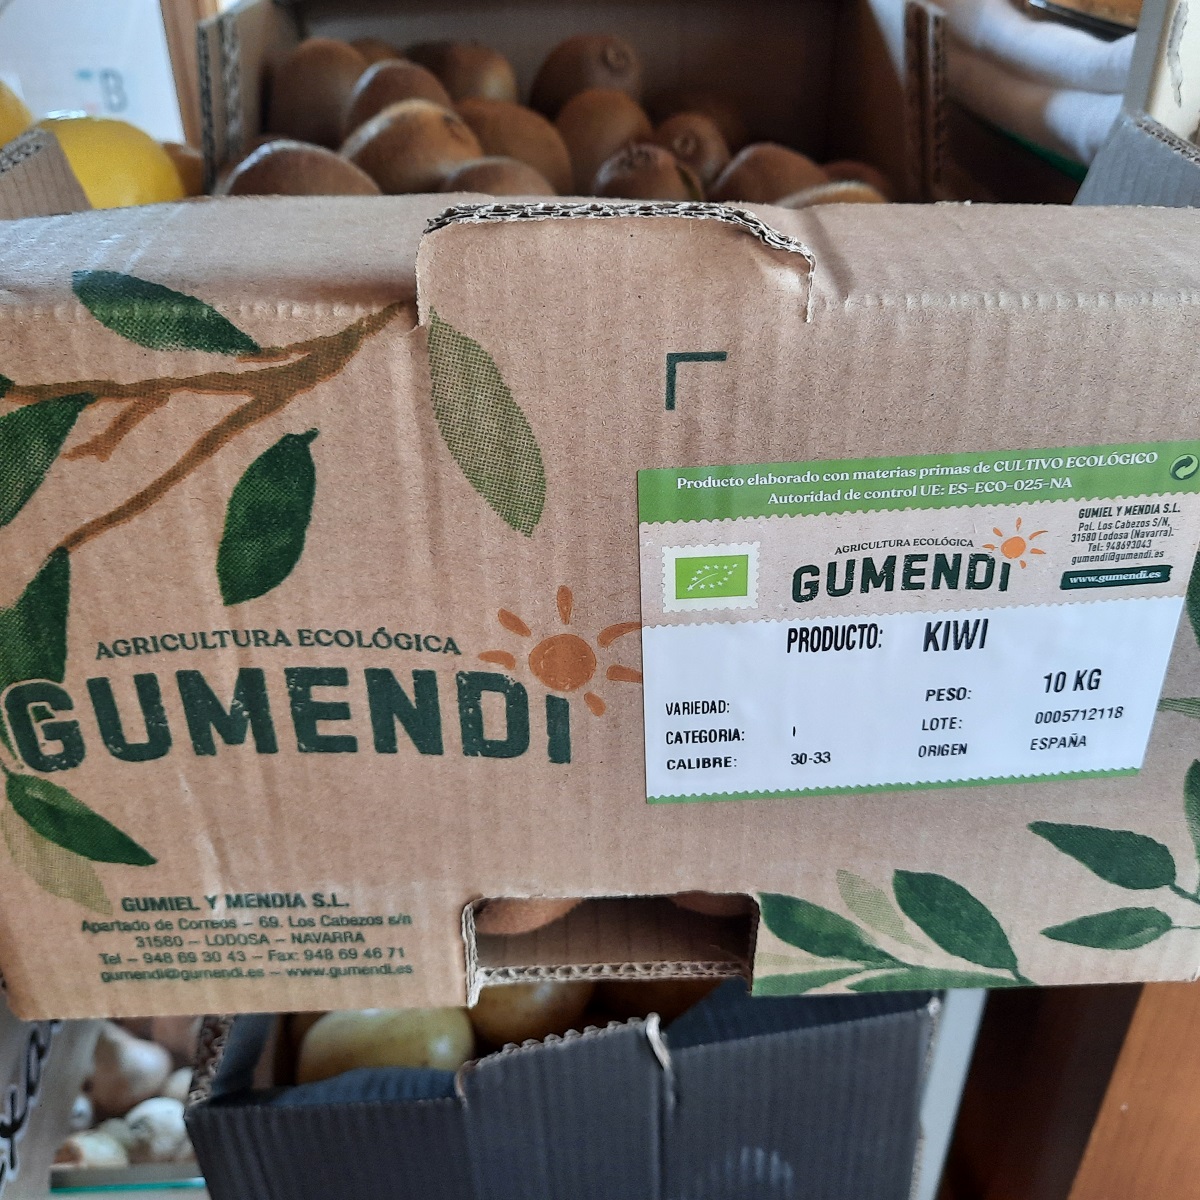 B
Producto elaborado con materias primas de CULTIVO ECOLÓGICO
Autoridad de control UE: ES-ECO-025-NA
AGRICULTURA ECOLÓGICA
GUMENDI
GUMIEL Y MENDIA S.L.
Pol. Los Cabezos S/N,
31580 Lodosa (Navarra).
Tel.: 948693043
gumendi@gumendi.es
www.gumendi.es
PRODUCTO: KIWI
VARIEDAD:
CATEGORIA: I
CALIBRE: 30-33
PESO: 10 KG
LOTE: 0005712118
ORIGEN ESPAÑA
AGRICULTURA ECOLÓGICA
GUMENDI
GUMIEL Y MENDIA S.L.
Apartado de Correos – 69. Los Cabezos s/n
31580 – LODOSA – NAVARRA
Tel – 948 69 30 43 – Fax: 948 69 46 71
gumendi@gumendi.es – www.gumendi.es